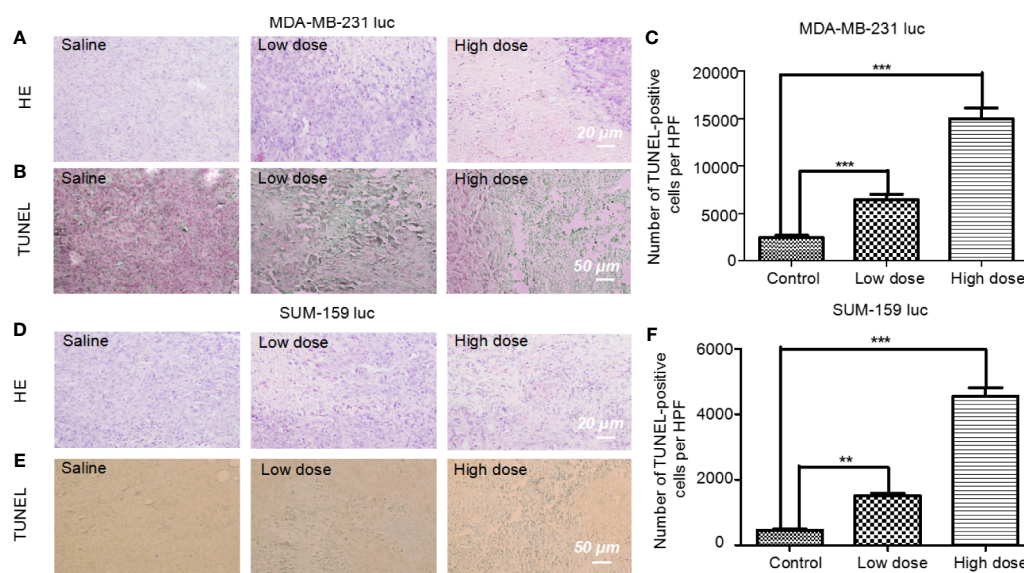 MDA-MB-231 luc
A
Saline
Low dose
High dose
HE
20 µm
B
Saline
Low dose
High dose
TUNEL
50 µm
C
MDA-MB-231 luc
Number of TUNEL-positive
cells per HPF
20000
15000
10000
5000
0
***
***
Control
Low dose
High dose
SUM-159 luc
D
Saline
Low dose
High dose
HE
20 µm
E
Saline
Low dose
High dose
TUNEL
50 µm
SUM-159 luc
F
Number of TUNEL-positive
cells per HPF
6000
4000
2000
0
***
**
Control
Low dose
High dose